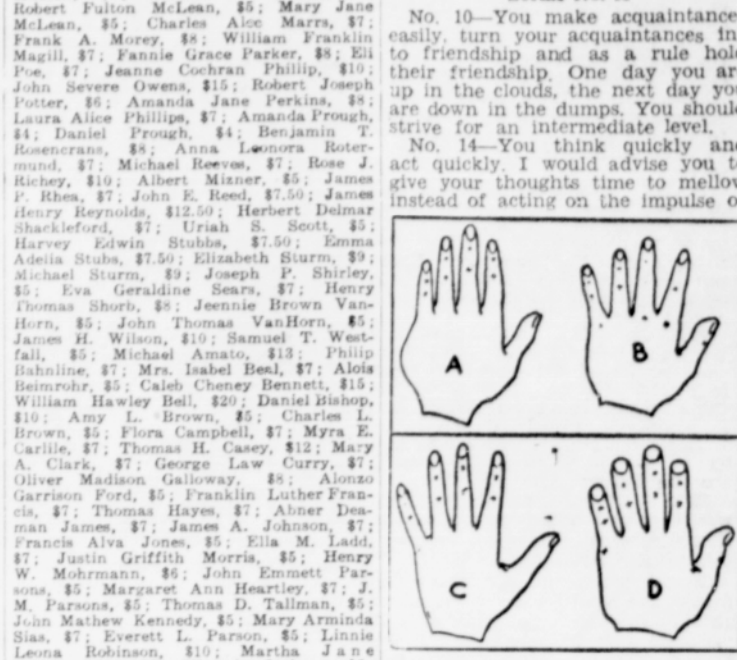 Robert Fulton McLean, $5; Mary Jane
McLean, $5; Charles Alec Marrs, $7;
Frank A. Morey, $8; William Franklin
Magill, $7; Fannie Grace Parker, $8; Eli
Poe, $7; Jeanne Cochran Phillip, $10;
John Severe Owens, $15; Robert Joseph
Potter, $6; Amanda Jane Perkins, $8;
Laura Alice Phillips, $7; Amanda Prough,
$4; Daniel Prough, $4; Benjamin T.
Rosencrans, $8; Anna Leonora Roter-
mund, $7; Michael Reeves, $7; Rose J.
Richey, $10; Albert Mizner, $5; James
P. Rhea, $7; John E. Reed, $7.50; James
Henry Reynolds, $12.50; Herbert Delmar
Shackleford, $7; Uriah S. Scott, $5;
Harvey Edwin Stubbs, $7.50; Emma
Adelia Stubs, $7.50; Elizabeth Sturm, $9;
Michael Sturm, $9; Joseph P. Shirley,
$5; Eva Geraldine Sears, $7; Henry
Thomas Shorb, $8; Jeennie Brown Van-
Horn, $5; John Thomas VanHorn, $5;
James H. Wilson, $10; Samuel T. West-
fall, $5; Michael Amato, $13; Philip
Bahnline, $7; Mrs. Isabel Beal, $7; Alois
Beimrohr, $5; Caleb Cheney Bennett, $15;
William Hawley Bell, $20; Daniel Bishop,
$10; Amy L. Brown, $5; Charles L.
Brown, $5; Flora Campbell, $7; Myra E.
Carlile, $7; Thomas H. Casey, $12; Mary
A. Clark, $7; George Law Curry, $7;
Oliver Madison Galloway, $8; Alonzo
Garrison Ford, $5; Franklin Luther Fran-
cis, $7; Thomas Hayes, $7; Abner Dea-
man James, $7; James A. Johnson, $7;
Francis Alva Jones, $5; Ella M. Ladd,
$7; Justin Griffith Morris, $5; Henry
W. Mohrmann, $6; John Emmett Par-
sons, $5; Margaret Ann Heartley, $7; J.
M. Parsons, $5; Thomas D. Tallman, $5;
John Mathew Kennedy, $5; Mary Arminda
Sias, $7; Everett L. Parson, $5; Linnie
Leona Robinson, $10; Martha Jane
No. 10—You make acquaintance
easily, turn your acquaintances in
to friendship and as a rule hold
their friendship. One day you ar
up in the clouds, the next day yo
are down in the dumps. You should
strive for an intermediate level.
No. 14—You think quickly and
act quickly. I would advise you t
give your thoughts time to mellow
instead of acting on the impulse o
A
B
C
D